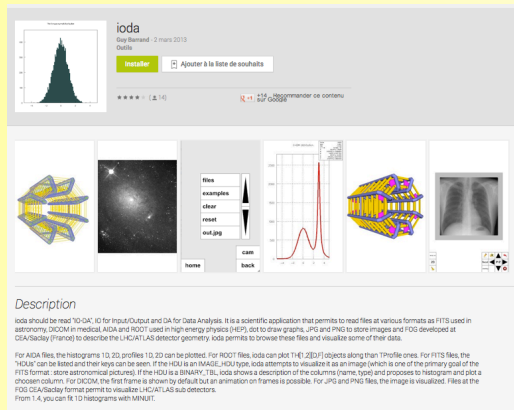 ioda
Guy Barrand - 2 mars 2013
Outils
Installer
Ajouter à la liste de souhaits
14
+1
+14 Recommander ce contenu
sur Google
files
examples
clear
reset
out.jpg
cam
home
back
Description
ioda should be read "IO-DA", IO for Input/Output and DA for Data Analysis. It is a scientific application that permits to read files at various formats as FITS used in
astronomy, DICOM in medical, AIDA and ROOT used in high energy physics (HEP), dot to draw graphs, JPG and PNG to store images and FOG developed at
CEA/Saclay (France) to describe the LHC/ATLAS detector geometry. ioda permits to browse these files and visualize some of their data.
For AIDA files, the histograms 1D, 2D, profiles 1D, 2D can be plotted. For ROOT files, ioda can plot TH[1,2][D,F] objects along than TProfile ones. For FITS files, the
"HDUs" can be listed and their keys can be seen. If the HDU is an IMAGE_HDU type, ioda attempts to visualize it as an image (which is one of the primary goal of the
FITS format : store astronomical pictures). If the HDU is a BINARY_TBL, ioda shows a description of the columns (name, type) and proposes to histogram and plot a
choosen column. For DICOM, the first frame is shown by default but an animation on frames is possible. For JPG and PNG files, the image is visualized. Files at the
FOG CEA/Saclay format permit to visualize LHC/ATLAS sub detectors.
From 1.4, you can fit 1D histograms with MINUIT.